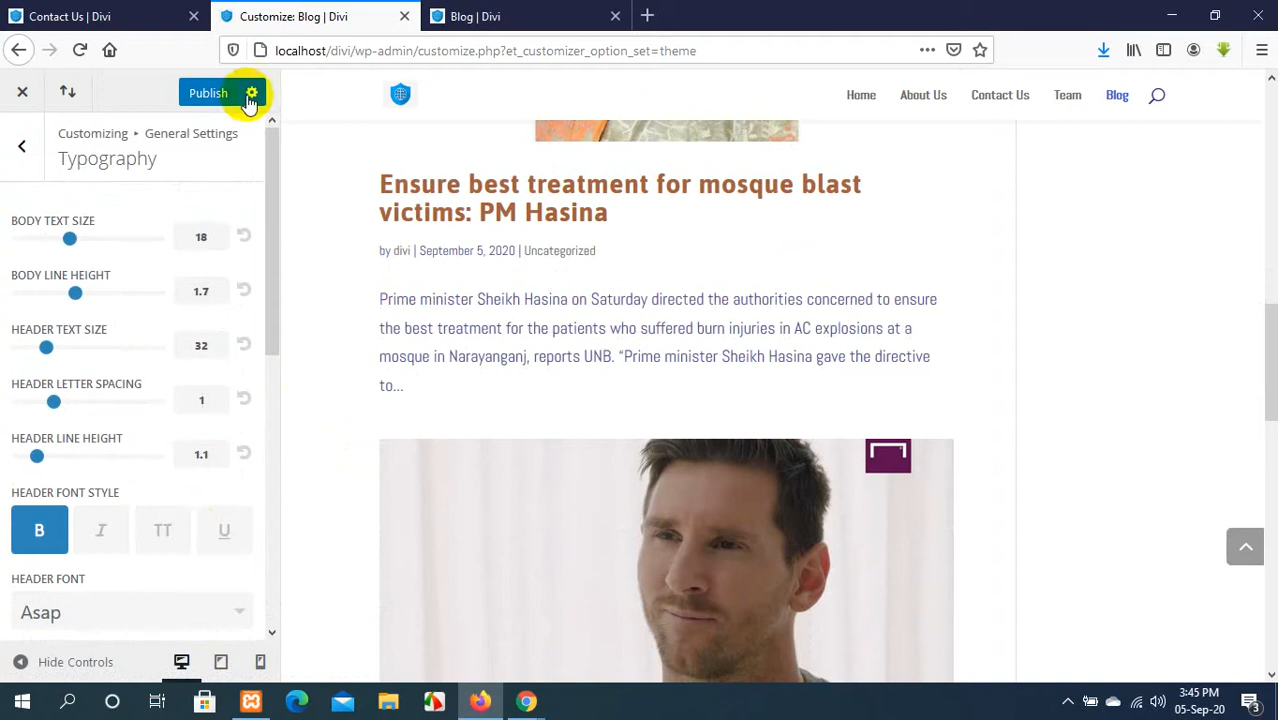 Contact Us | Divi
Customize: Blog | Divi
Blog | Divi
localhost/divi/wp-admin/customize.php?et_customizer_option_set=theme
Publish
Customizing ▸ General Settings
Typography
BODY TEXT SIZE
18
BODY LINE HEIGHT
1.7
HEADER TEXT SIZE
32
HEADER LETTER SPACING
1
HEADER LINE HEIGHT
1.1
HEADER FONT STYLE
B I TT U
HEADER FONT
Asap
Hide Controls
Home About Us Contact Us Team Blog
Ensure best treatment for mosque blast
victims: PM Hasina
by divi | September 5, 2020 | Uncategorized
Prime minister Sheikh Hasina on Saturday directed the authorities concerned to ensure
the best treatment for the patients who suffered burn injuries in AC explosions at a
mosque in Narayanganj, reports UNB. “Prime minister Sheikh Hasina gave the directive
to...
3:45 PM
05-Sep-20
3